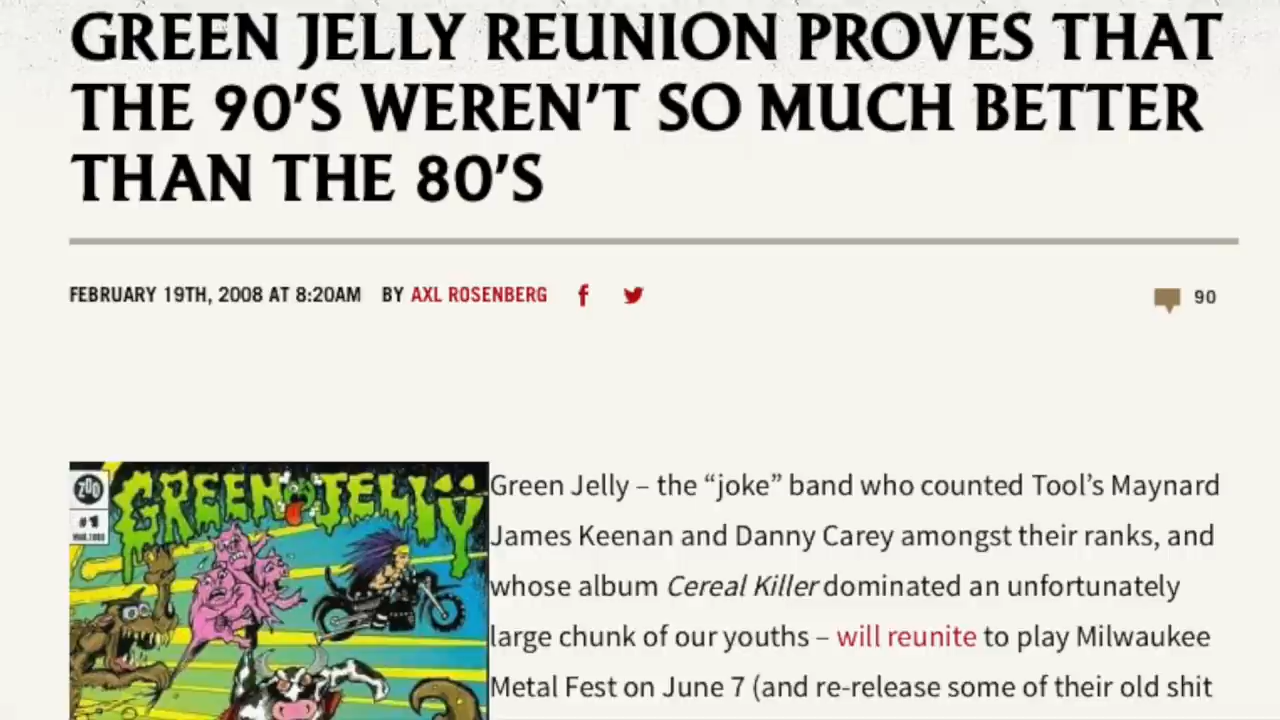 GREEN JELLY REUNION PROVES THAT
THE 90'S WEREN'T SO MUCH BETTER
THAN THE 80'S
FEBRUARY 19TH, 2008 AT 8:20AM BY AXL ROSENBERG
90
ZOO
#1
GREEN JELLŸ
Green Jelly – the “joke” band who counted Tool’s Maynard
James Keenan and Danny Carey amongst their ranks, and
whose album Cereal Killer dominated an unfortunately
large chunk of our youths – will reunite to play Milwaukee
Metal Fest on June 7 (and re-release some of their old shit